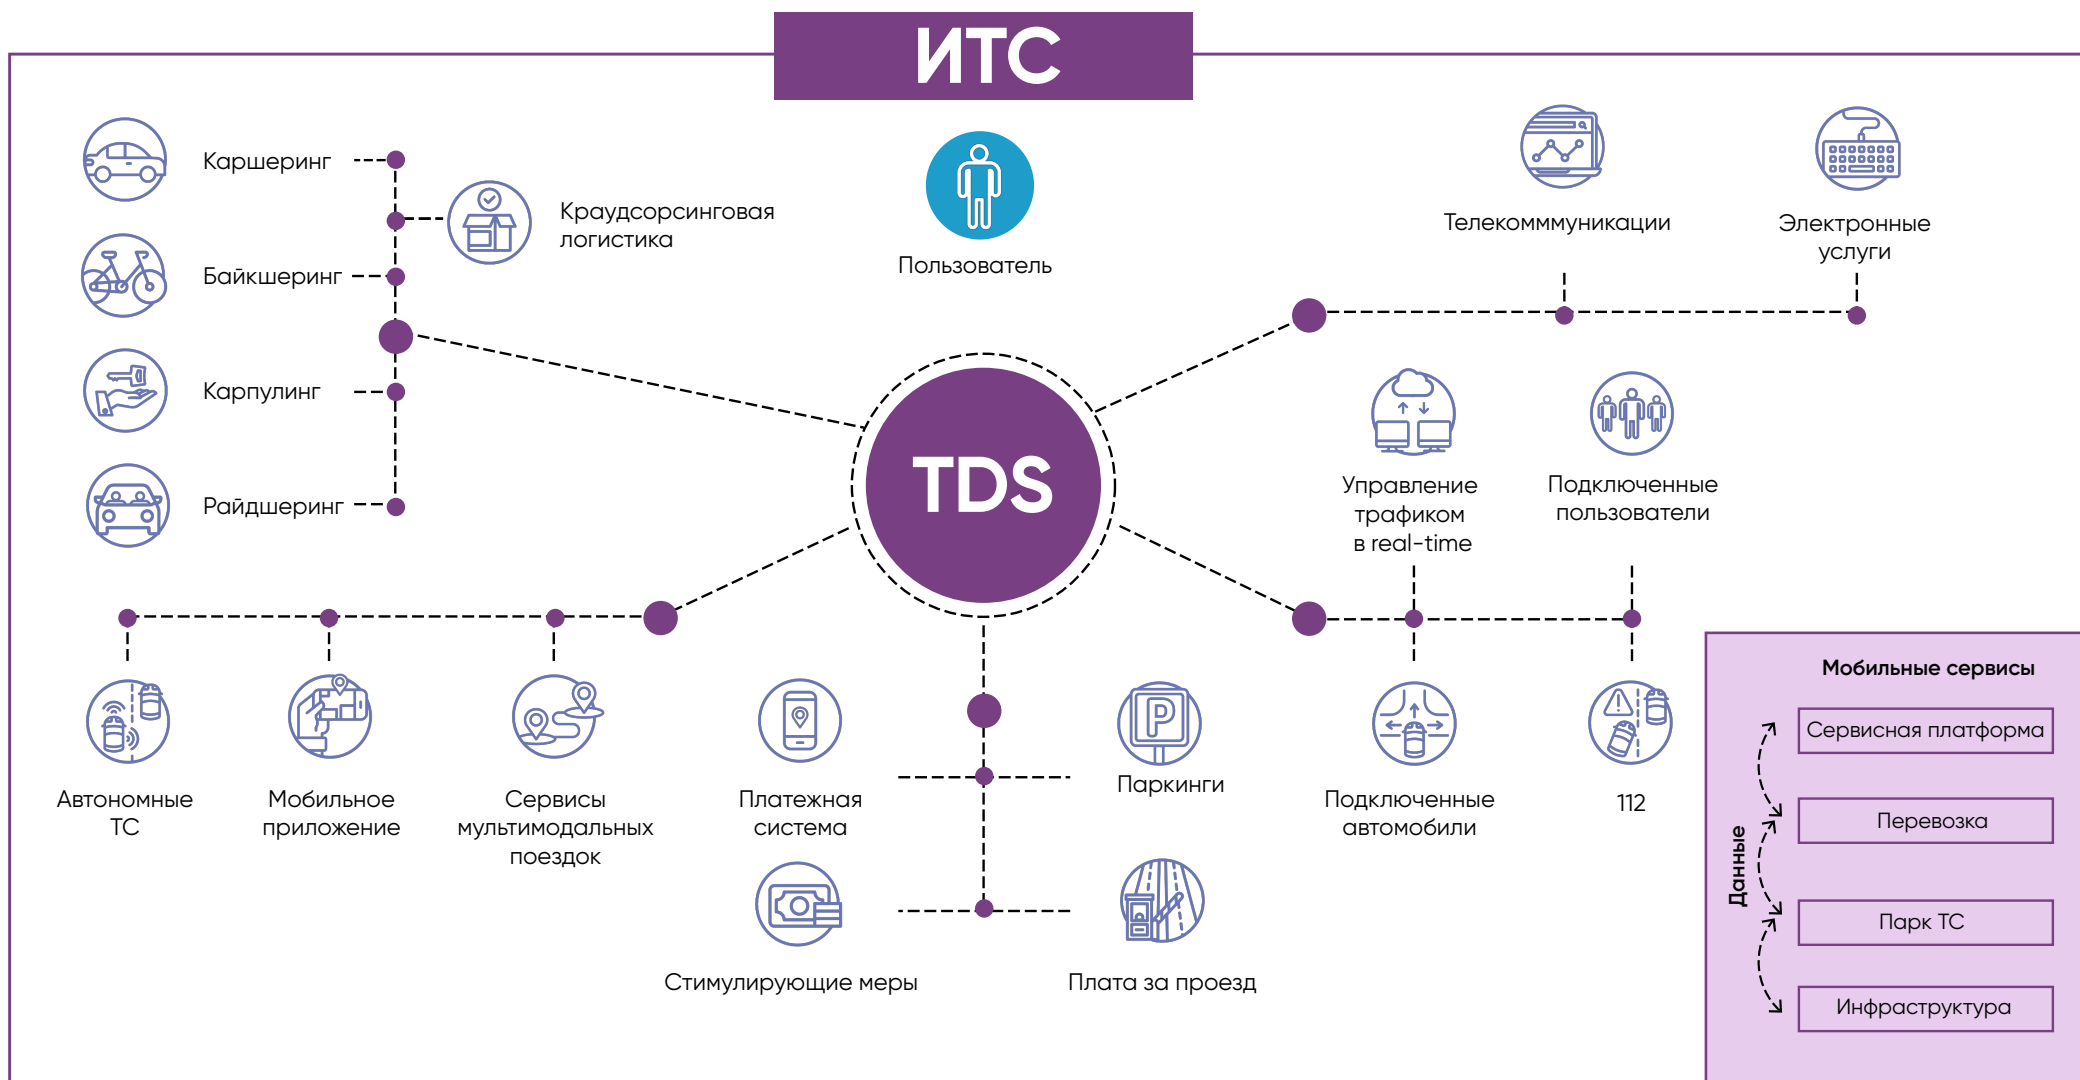 ИТС
Каршеринг
Краудсорсинговая
логистика
Байкшеринг
Карпулинг
Райдшеринг
Пользователь
Телекомммуникации
Электронные
услуги
TDS
Управление
трафиком
в real-time
Подключенные
пользователи
Автономные
ТС
Мобильное
приложение
Сервисы
мультимодальных
поездок
Платежная
система
P
Паркинги
Подключенные
автомобили
112
Стимулирующие меры
Плата за проезд
Мобильные сервисы
Данные
Сервисная платформа
Перевозка
Парк ТС
Инфраструктура